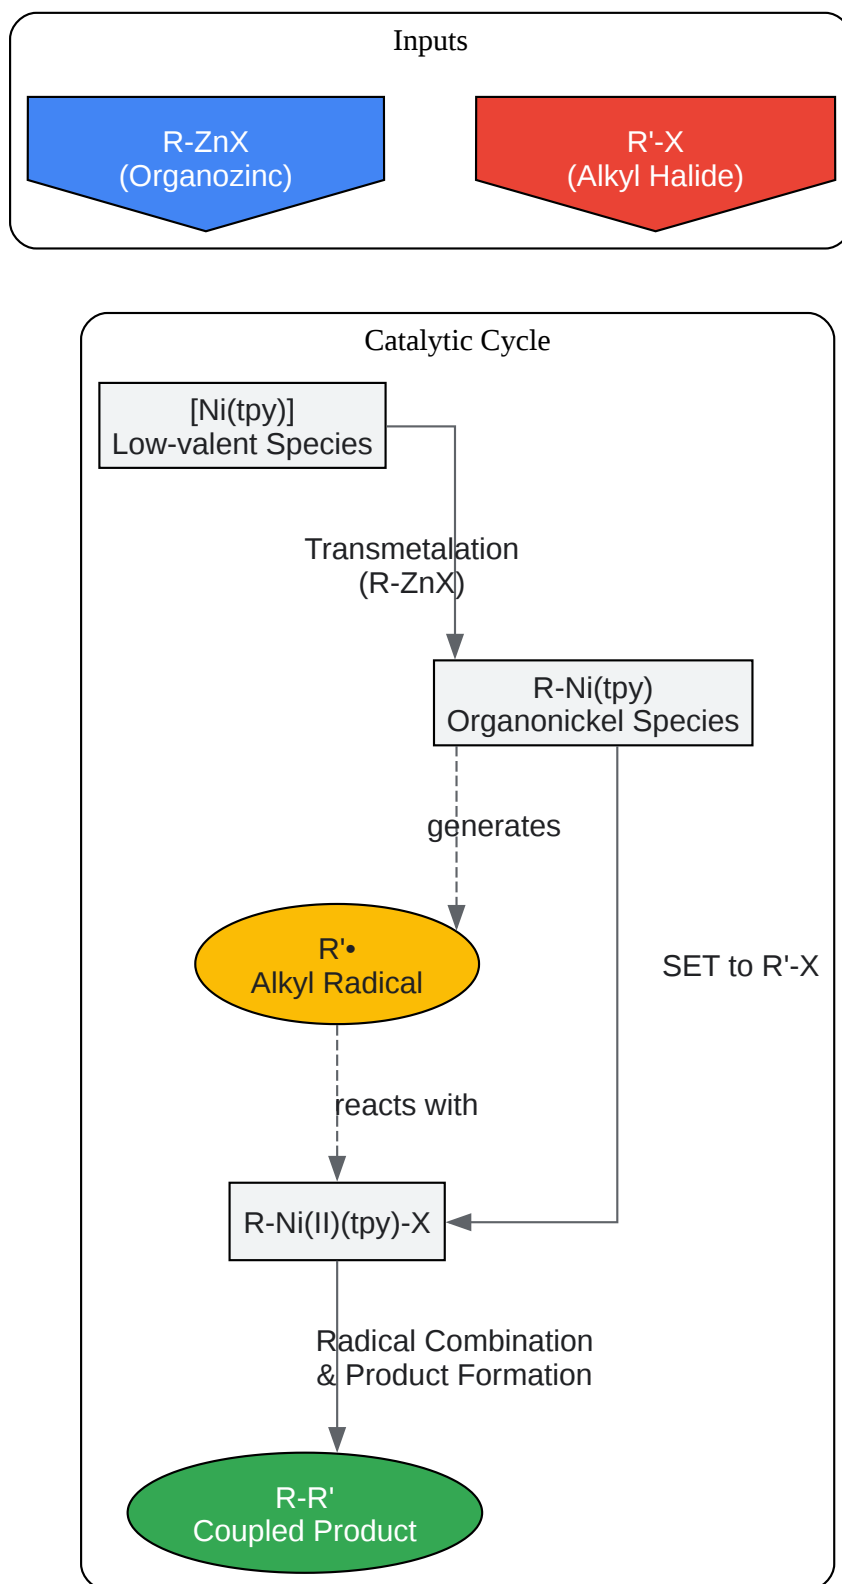 Inputs
R-ZnX
(Organozinc)
R'-X
(Alkyl Halide)
Catalytic Cycle
[Ni(tpy)]
Low-valent Species
Transmetalation
(R-ZnX)
R-Ni(tpy)
Organonickel Species
generates
R'•
Alkyl Radical
SET to R'-X
reacts with
R-Ni(II)(tpy)-X
Radical Combination
& Product Formation
R-R'
Coupled Product